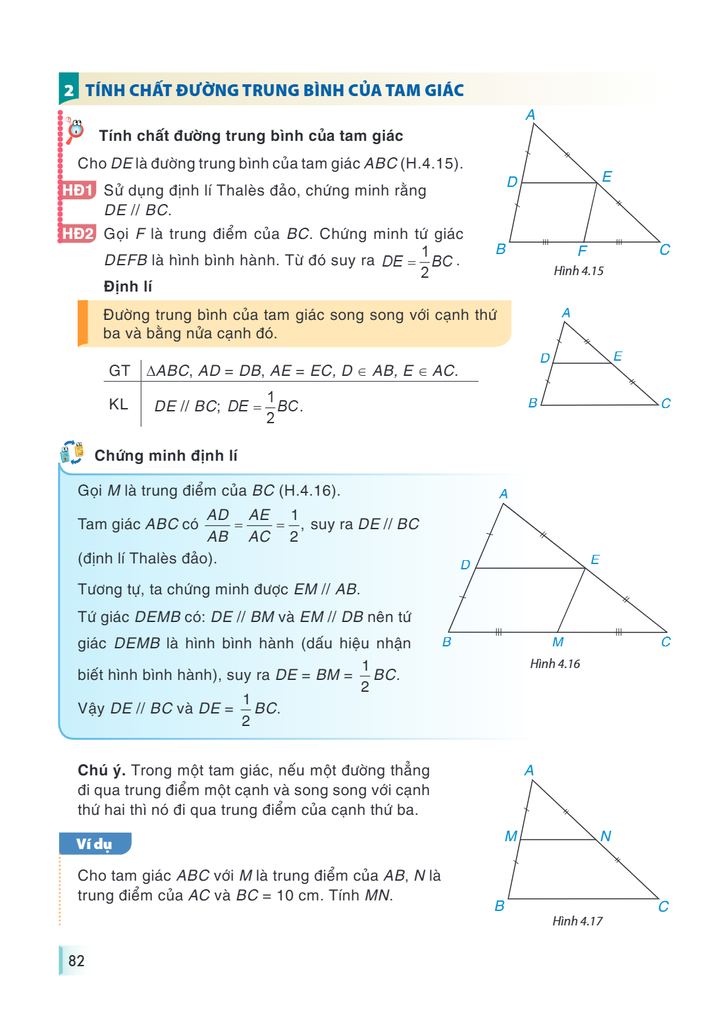 2 TÍNH CHẤT ĐƯỜNG TRUNG BÌNH CỦA TAM GIÁC
Tính chất đường trung bình của tam giác
Cho DE là đường trung bình của tam giác ABC (H.4.15).
HĐ1 Sử dụng định lí Thalès đảo, chứng minh rằng
DE // BC.
HĐ2 Gọi F là trung điểm của BC. Chứng minh tứ giác
DEFB là hình bình hành. Từ đó suy ra DE = 1/2 BC.
A
D
E
B
F
C
Hình 4.15
Định lí
Đường trung bình của tam giác song song với cạnh thứ
ba và bằng nửa cạnh đó.
GT ΔABC, AD = DB, AE = EC, D ∈ AB, E ∈ AC.
KL DE // BC; DE = 1/2 BC.
A
D
E
B
C
Chứng minh định lí
Gọi M là trung điểm của BC (H.4.16).
Tam giác ABC có AD/AB = AE/AC = 1/2, suy ra DE // BC
(định lí Thalès đảo).
Tương tự, ta chứng minh được EM // AB.
Tứ giác DEMB có: DE // BM và EM // DB nên tứ
giác DEMB là hình bình hành (dấu hiệu nhận
biết hình bình hành), suy ra DE = BM = 1/2 BC.
Vậy DE // BC và DE = 1/2 BC.
A
D
E
B
M
C
Hình 4.16
Chú ý. Trong một tam giác, nếu một đường thẳng
đi qua trung điểm một cạnh và song song với cạnh
thứ hai thì nó đi qua trung điểm của cạnh thứ ba.
Ví dụ
Cho tam giác ABC với M là trung điểm của AB, N là
trung điểm của AC và BC = 10 cm. Tính MN.
A
M
N
B
C
Hình 4.17
82